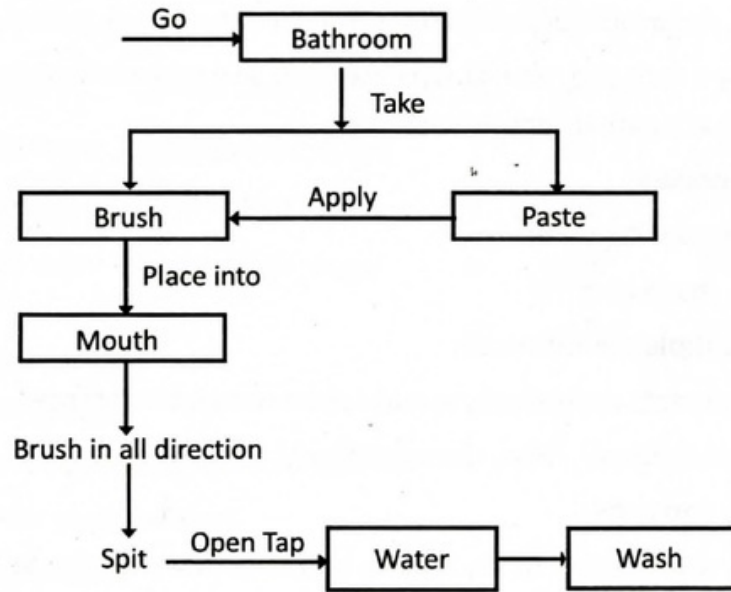 Go
Bathroom
Take
Brush
Apply
Paste
Place into
Mouth
Brush in all direction
Spit
Open Tap
Water
Wash